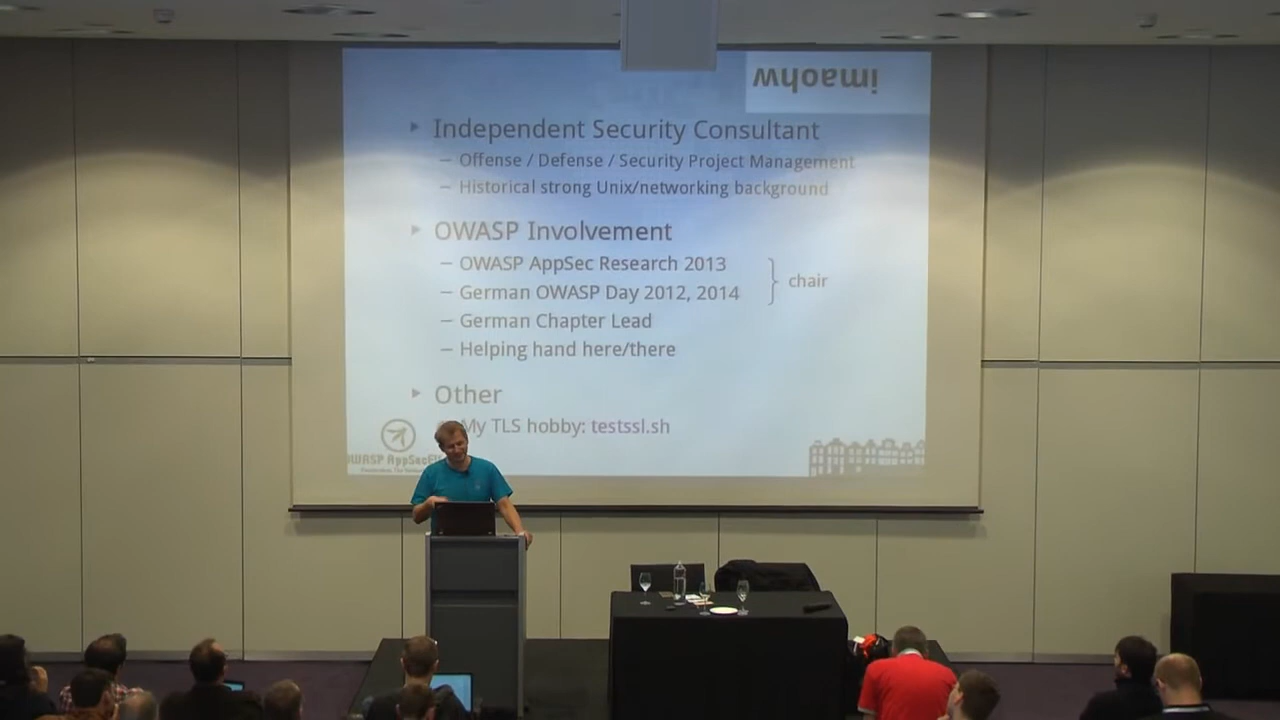 imaohw
Independent Security Consultant
– Offense / Defense / Security Project Management
– Historical strong Unix/networking background
OWASP Involvement
– OWASP AppSec Research 2013
– German OWASP Day 2012, 2014
} chair
– German Chapter Lead
– Helping hand here/there
Other
My TLS hobby: testssl.sh
OWASP AppSecEU